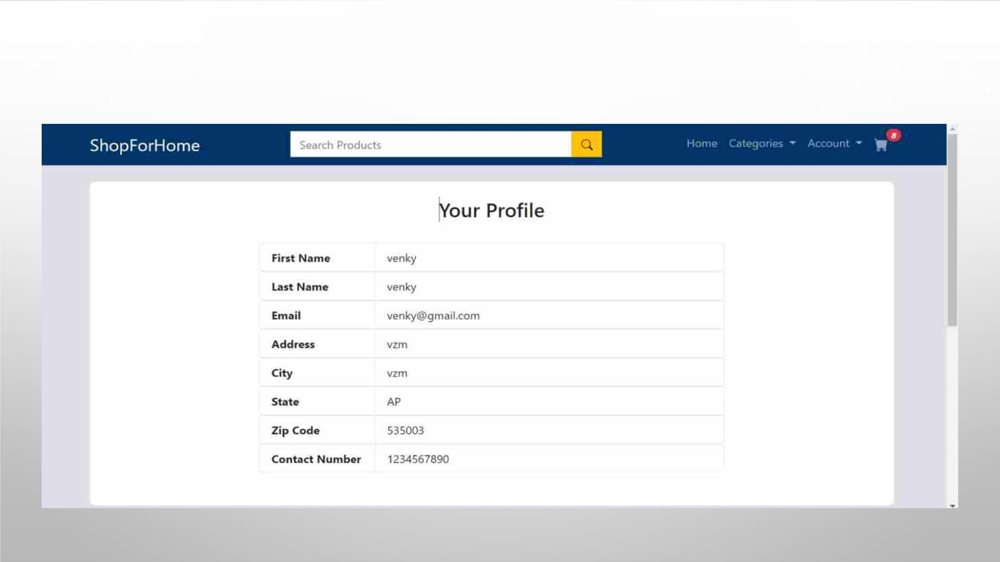 ShopForHome Search Products Home Categories Account 8
Your Profile
First Name venky
Last Name venky
Email venky@gmail.com
Address vzm
City vzm
State AP
Zip Code 535003
Contact Number 1234567890